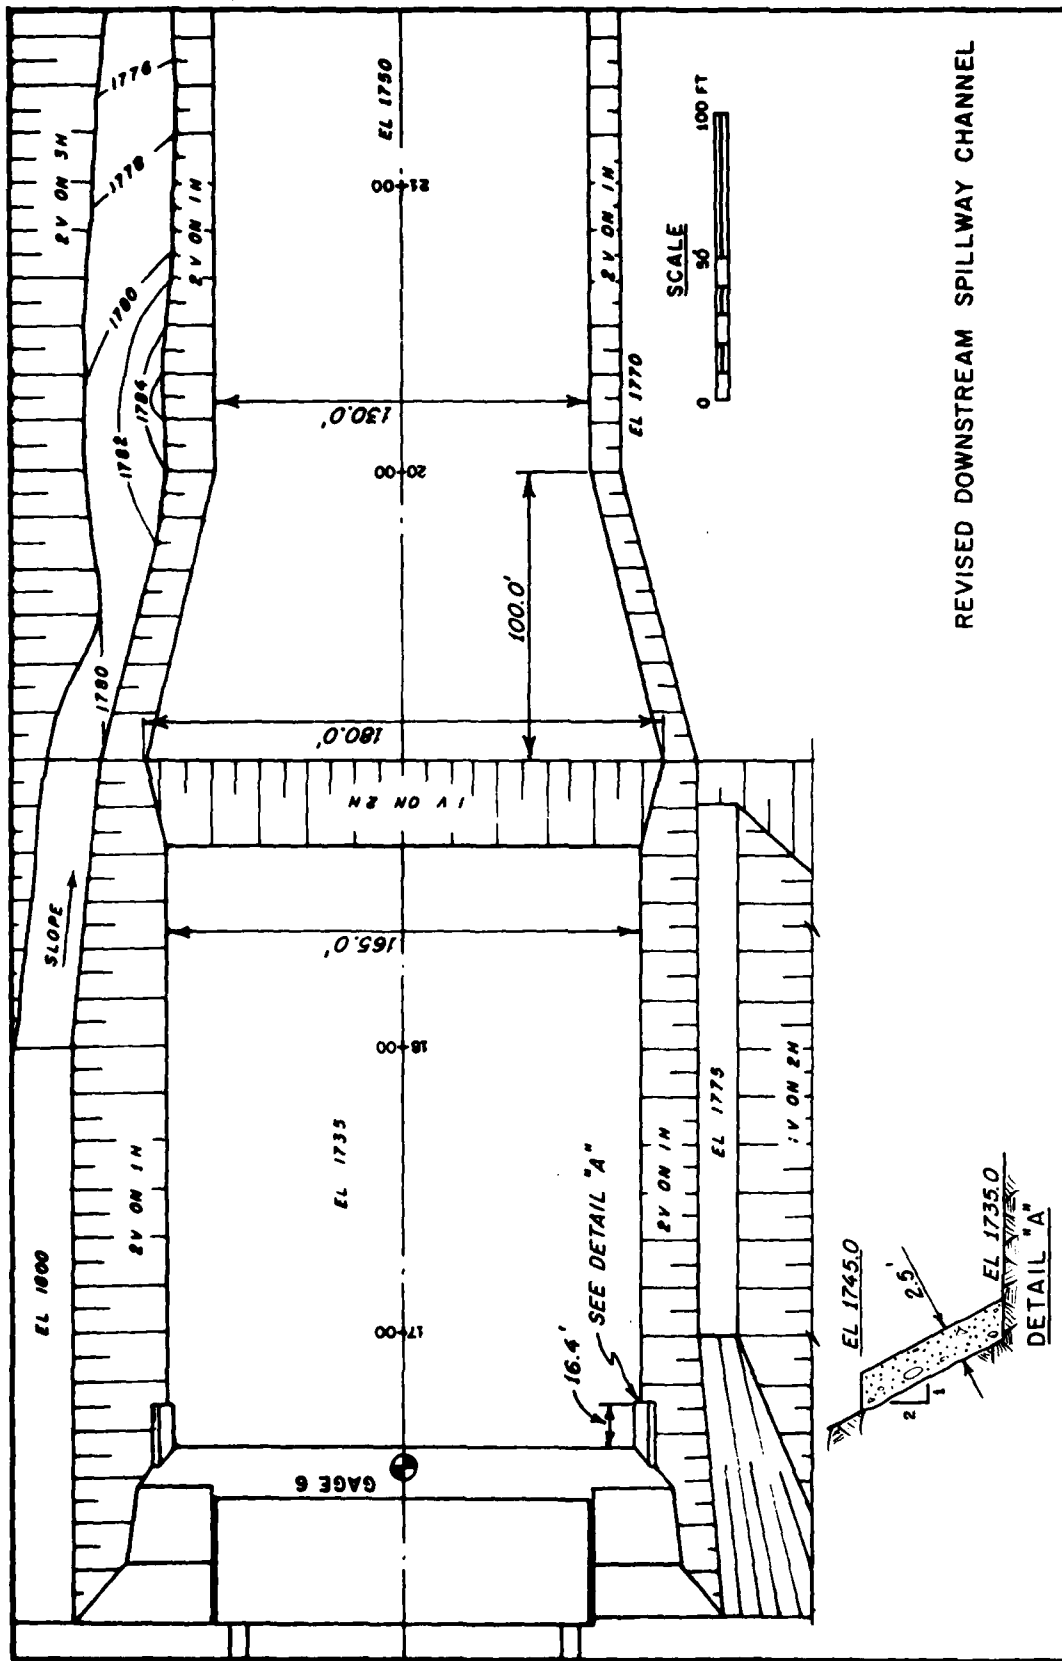 EL 1800
SLOPE
1780
1782
1784
1780
1778
1776
2V ON 3H
2V ON 1H
2V ON 1H
EL 1735
GAGE 6
17+00
18+00
165.0'
1 V ON 2H
180.0'
100.0'
20+00
130.0'
21+00
EL 1750
16.4'
SEE DETAIL "A"
2V ON 1H
EL 1775
1V ON 2H
EL 1770
2V ON 1H
SCALE
0 50 100 FT
EL 1745.0
2.5'
2
1
EL 1735.0
DETAIL "A"
REVISED DOWNSTREAM SPILLWAY CHANNEL